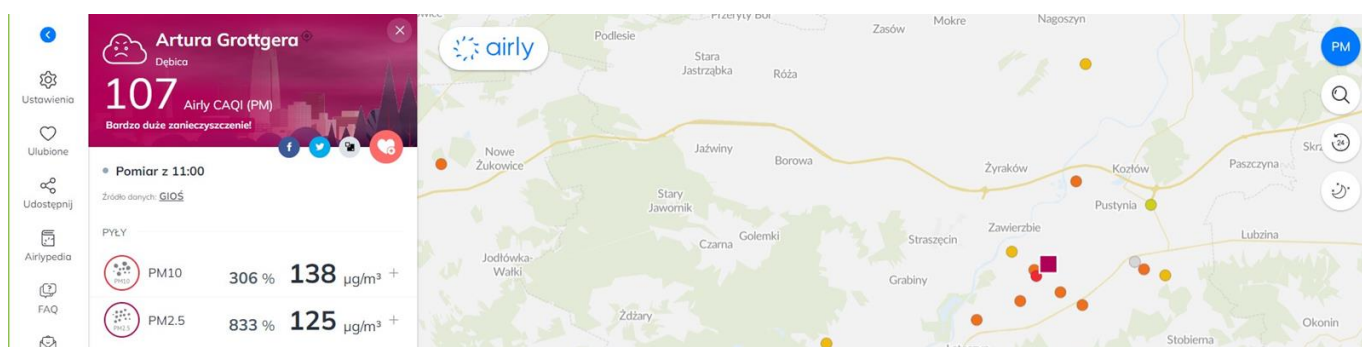 Ustawienia
Ulubione
Udostępnij
Airlypedia
FAQ
Artura Grottgera
Dębica
107 Airly CAQI (PM)
Bardzo duże zanieczyszczenie!
Pomiar z 11:00
Źródło danych: GIOŚ
PYŁY
PM10
PM10 306 % 138 µg/m³ +
PM2.5
PM2.5 833 % 125 µg/m³ +
airly
Podlesie
Przeryty Bór
Zasów
Mokre
Nagoszyn
PM
Stara
Jastrząbka
Róża
24
Nowe
Żukowice
Jaźwiny
Borowa
Żyraków
Kozłów
Paszczyna
Stary
Jawornik
Pustynia
Czarna
Golemki
Straszęcin
Zawierzbie
Lubzina
Jodłówka-
Wałki
Grabiny
Żdżary
Okonin
Stobierna